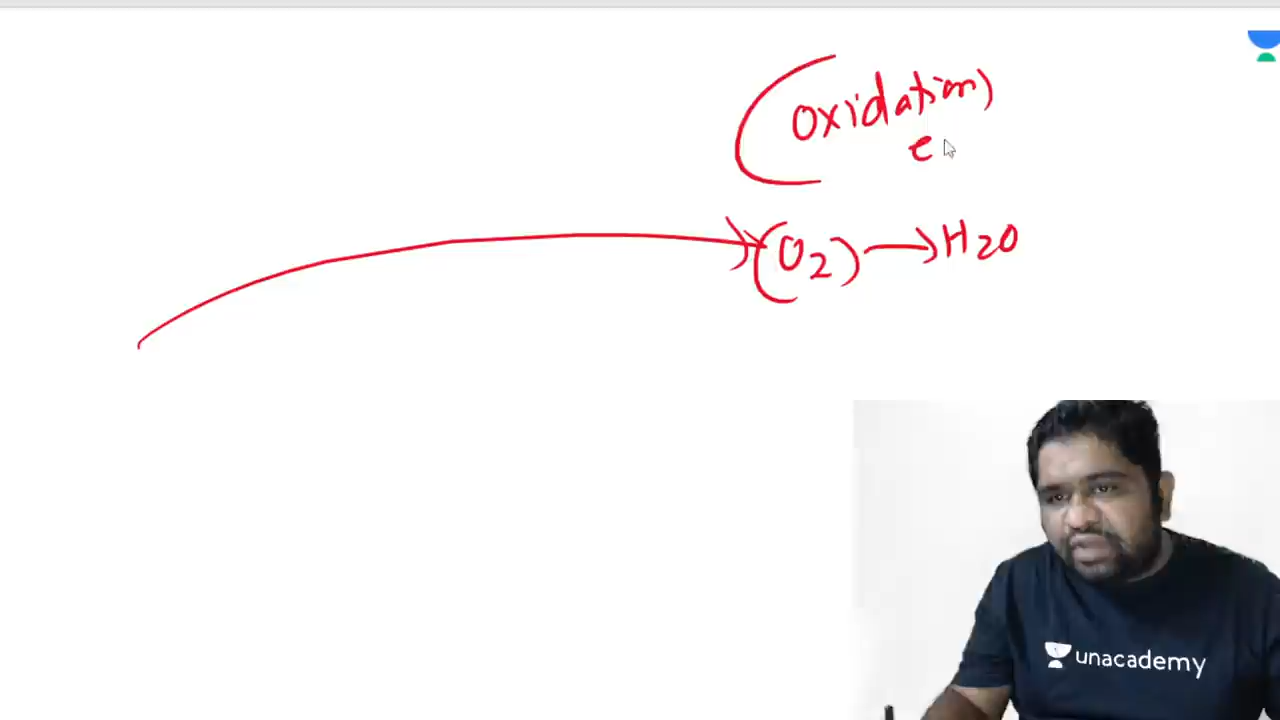 (oxidation)
e
(O2) → H2O
unacademy